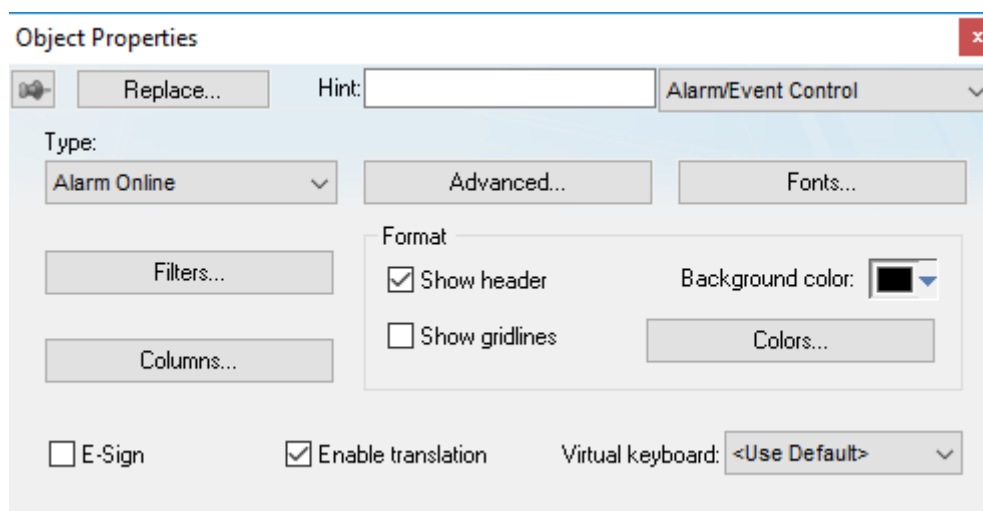 Object Properties
x
Replace... Hint: Alarm/Event Control
Type:
Alarm Online Advanced... Fonts...
Format
Filters... Show header Background color:
Show gridlines Colors...
Columns...
E-Sign Enable translation Virtual keyboard: <Use Default>